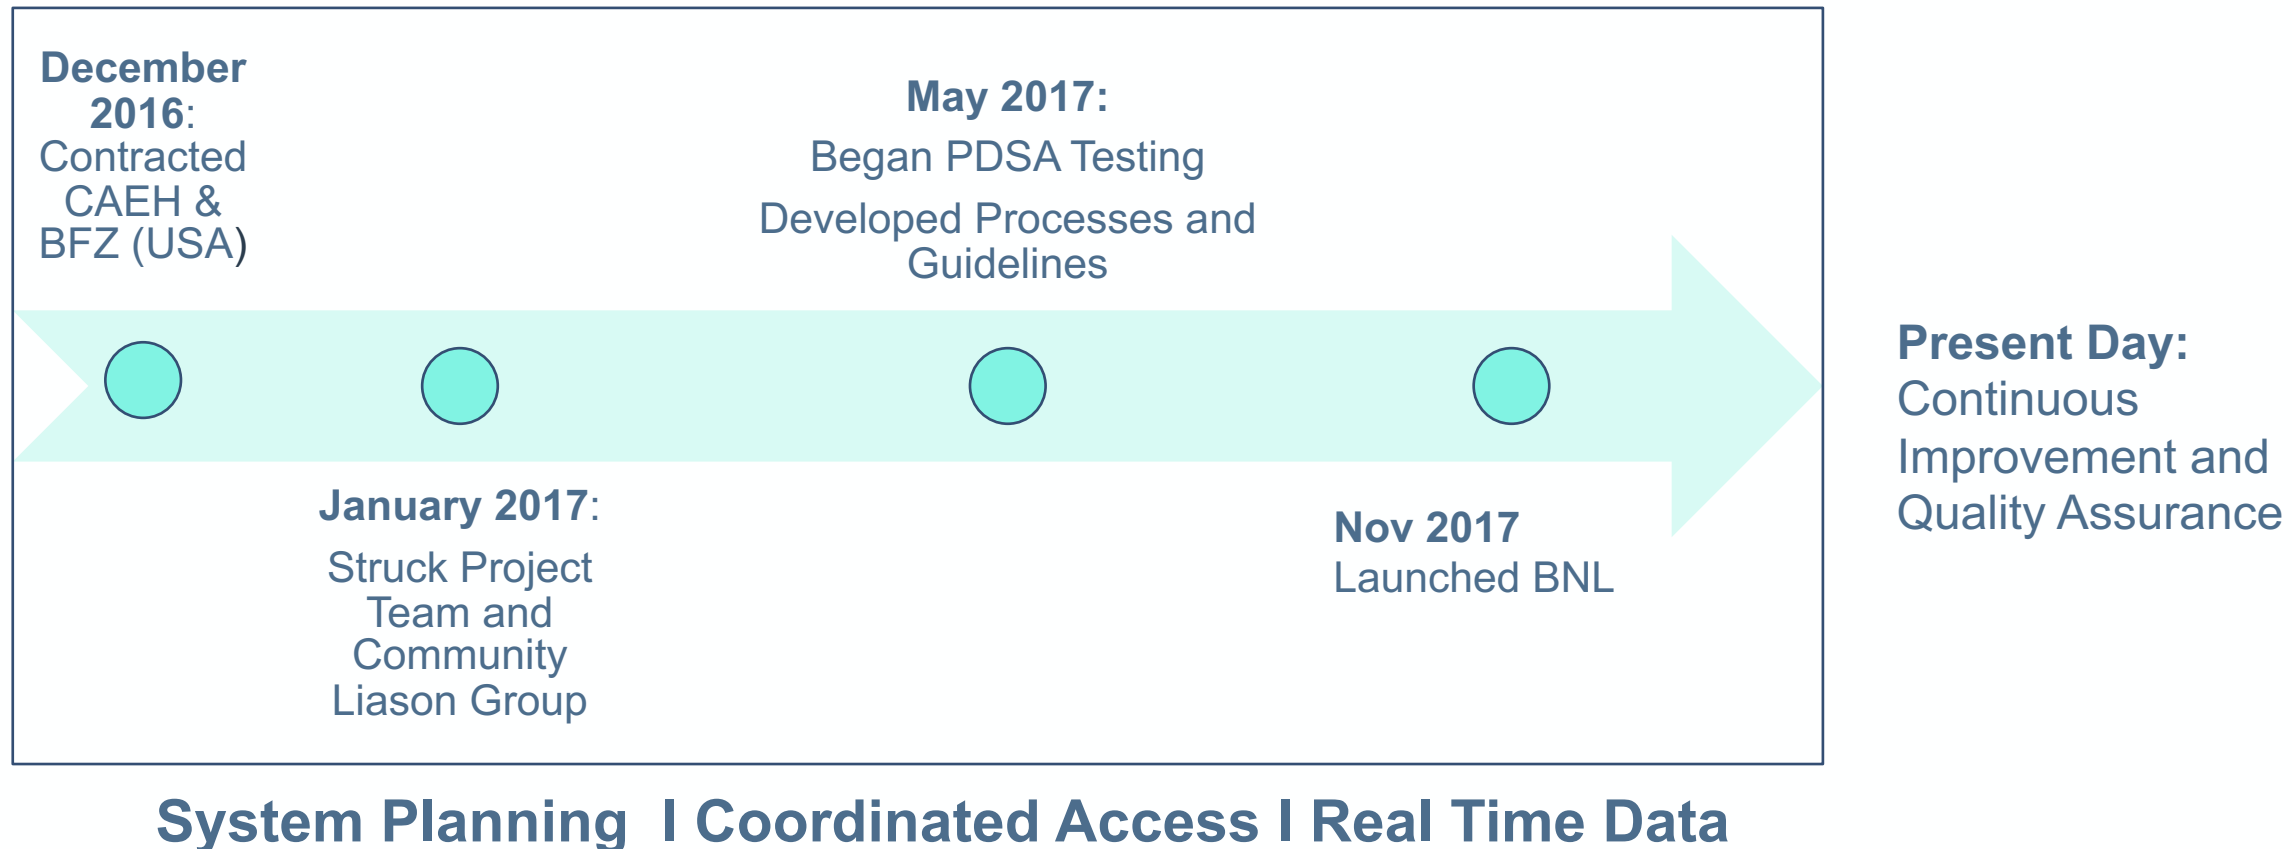 December
2016:
Contracted
CAEH &
BFZ (USA)
January 2017:
Struck Project
Team and
Community
Liason Group
May 2017:
Began PDSA Testing
Developed Processes and
Guidelines
Nov 2017
Launched BNL
Present Day:
Continuous
Improvement and
Quality Assurance
System Planning I Coordinated Access I Real Time Data